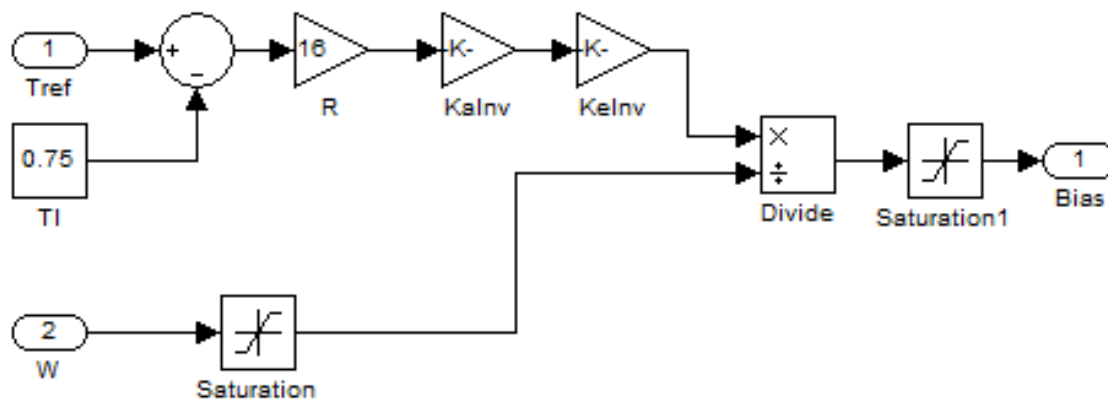 1
Tref
+
−
16
R
K-
KaInv
K-
KeInv
0.75
TI
×
÷
Divide
Saturation1
1
Bias
2
W
Saturation